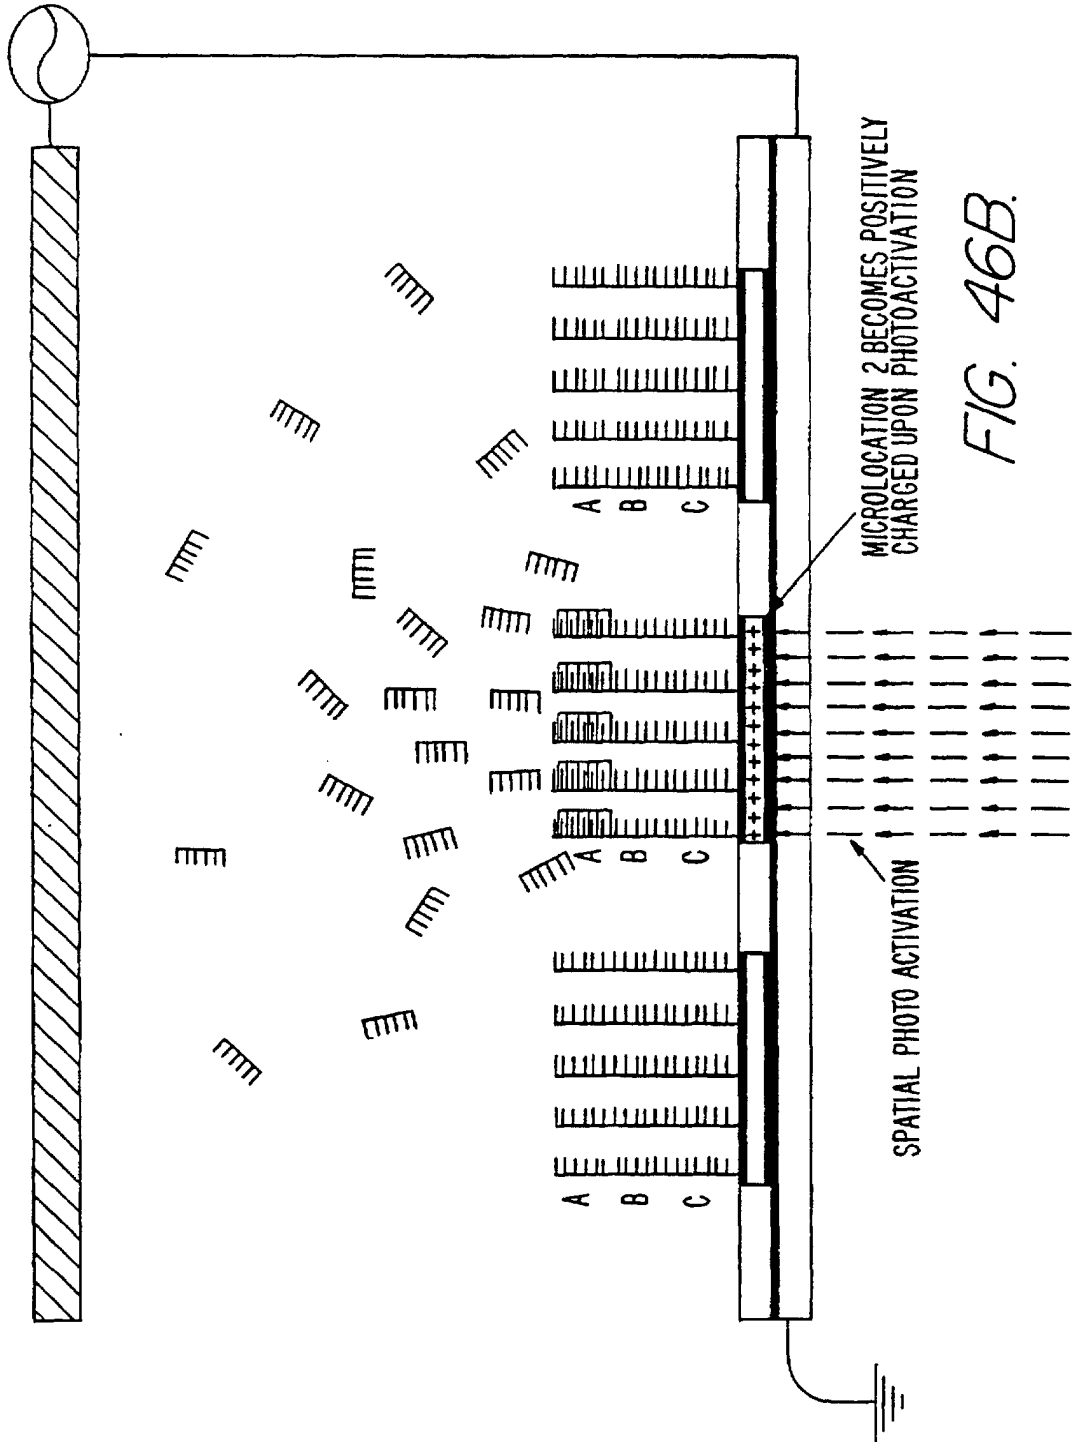 A A A
B B B
C C C
MICROLOCATION 2 BECOMES POSITIVELY
CHARGED UPON PHOTOACTIVATION
SPATIAL PHOTO ACTIVATION
FIG. 46B.